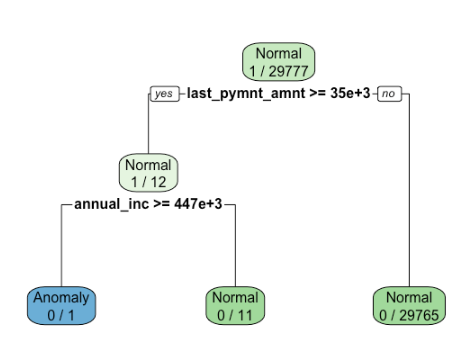 Normal
1 / 29777
yes last_pymnt_amnt >= 35e+3 no
Normal
1 / 12
annual_inc >= 447e+3
Anomaly Normal Normal
0 / 1 0 / 11 0 / 29765